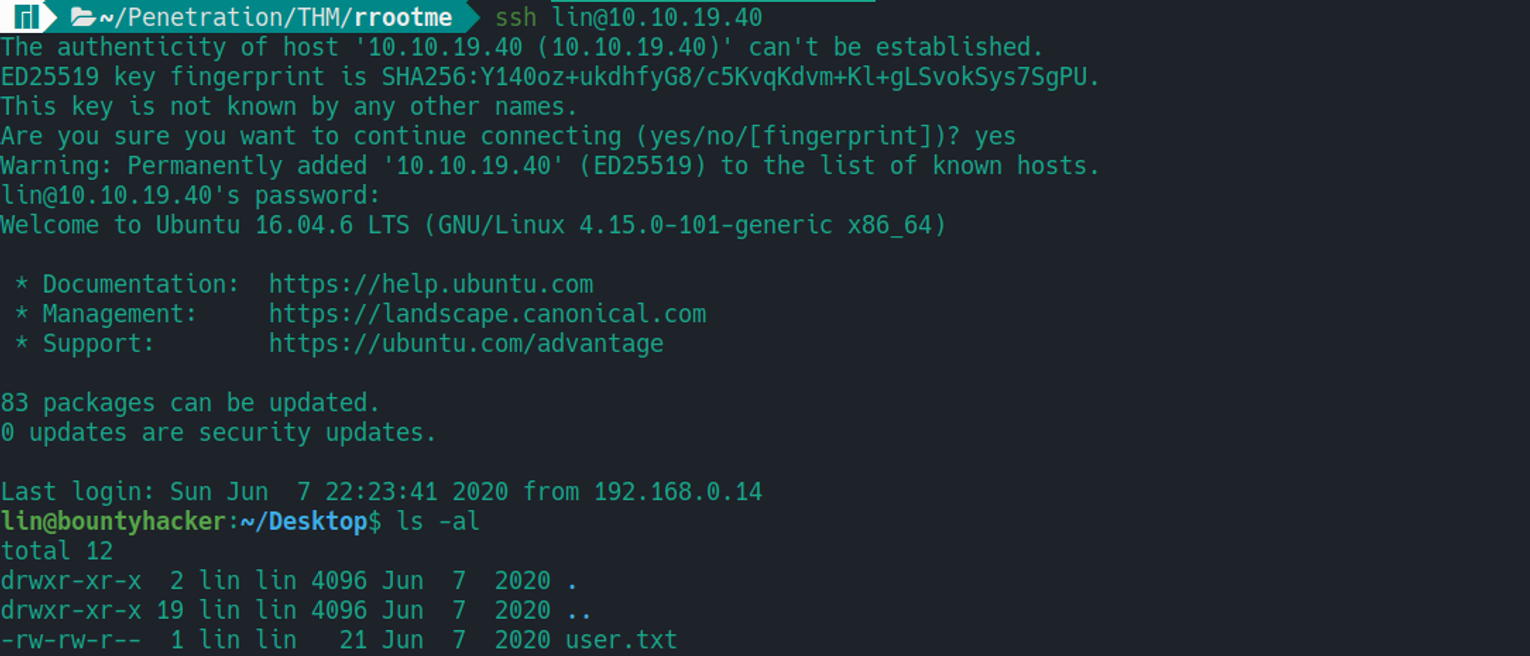 ~/Penetration/THM/rrootme ssh lin@10.10.19.40
The authenticity of host '10.10.19.40 (10.10.19.40)' can't be established.
ED25519 key fingerprint is SHA256:Y140oz+ukdhfyG8/c5KvqKdvm+Kl+gLSvokSys7SgPU.
This key is not known by any other names.
Are you sure you want to continue connecting (yes/no/[fingerprint])? yes
Warning: Permanently added '10.10.19.40' (ED25519) to the list of known hosts.
lin@10.10.19.40's password:
Welcome to Ubuntu 16.04.6 LTS (GNU/Linux 4.15.0-101-generic x86_64)
* Documentation:  https://help.ubuntu.com
* Management:     https://landscape.canonical.com
* Support:        https://ubuntu.com/advantage
83 packages can be updated.
0 updates are security updates.
Last login: Sun Jun  7 22:23:41 2020 from 192.168.0.14
lin@bountyhacker:~/Desktop$ ls -al
total 12
drwxr-xr-x  2 lin lin 4096 Jun  7  2020 .
drwxr-xr-x 19 lin lin 4096 Jun  7  2020 ..
-rw-rw-r--  1 lin lin   21 Jun  7  2020 user.txt